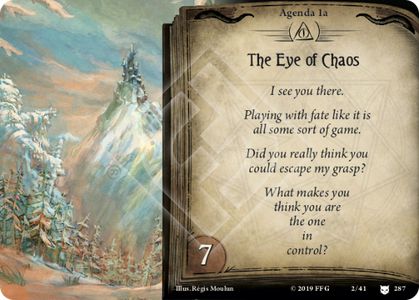 Agenda 1a
The Eye of Chaos
I see you there.
Playing with fate like it is
all some sort of game.
Did you really think you
could escape my grasp?
What makes you
think you are
the one
in
control?
7
Illus. Régis Moulun
© 2019 FFG
2/41
287